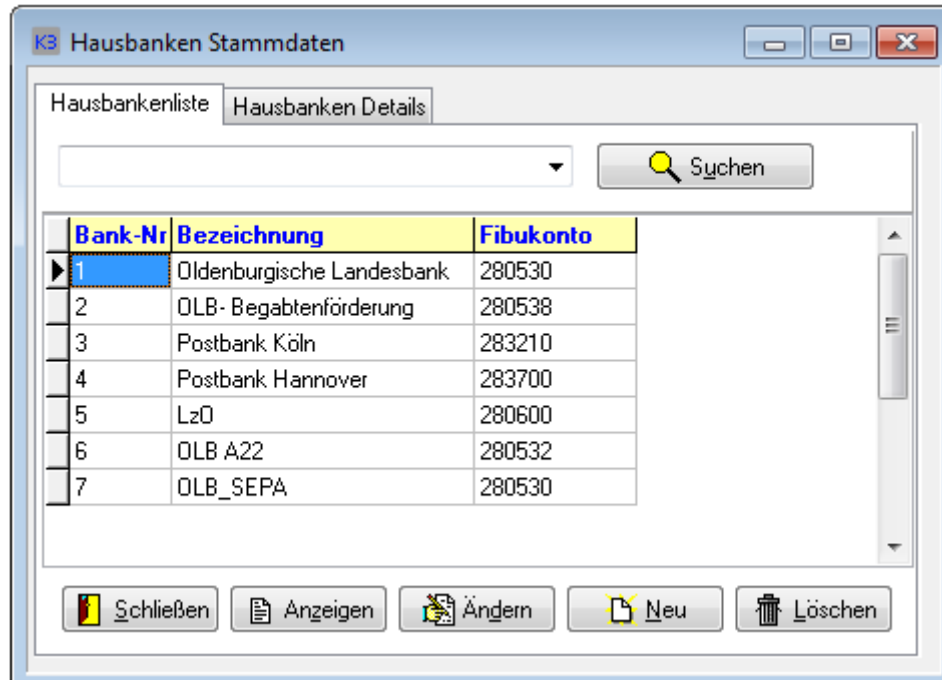 K3 Hausbanken Stammdaten
Hausbankenliste Hausbanken Details
Suchen
Bank-Nr Bezeichnung Fibukonto
1 Oldenburgische Landesbank 280530
2 OLB- Begabtenförderung 280538
3 Postbank Köln 283210
4 Postbank Hannover 283700
5 LzO 280600
6 OLB A22 280532
7 OLB_SEPA 280530
Schließen Anzeigen Ändern Neu Löschen